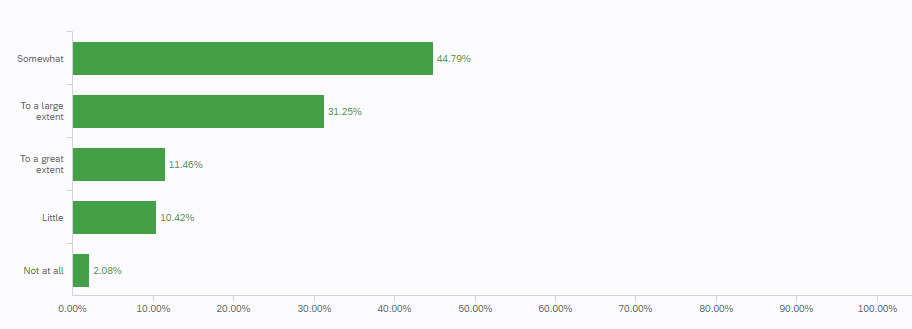 Somewhat
44.79%
To a large
extent
31.25%
To a great
extent
11.46%
Little
10.42%
Not at all
2.08%
0.00% 10.00% 20.00% 30.00% 40.00% 50.00% 60.00% 70.00% 80.00% 90.00% 100.00%